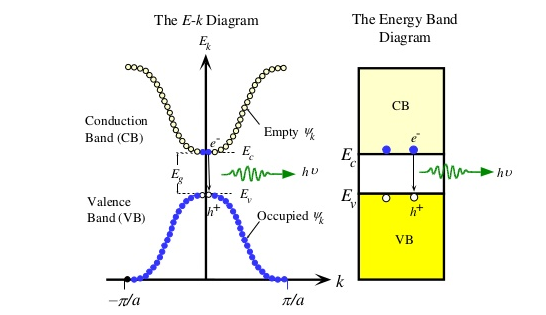 The E-k Diagram
The Energy Band
Diagram
E_k
Conduction
Band (CB)
Empty ψ_k
e⁻
E_c
E_g
hυ
Valence
Band (VB)
E_v
h⁺
Occupied ψ_k
k
−π/a
π/a
CB
e⁻
E_c
hυ
E_v
h⁺
VB